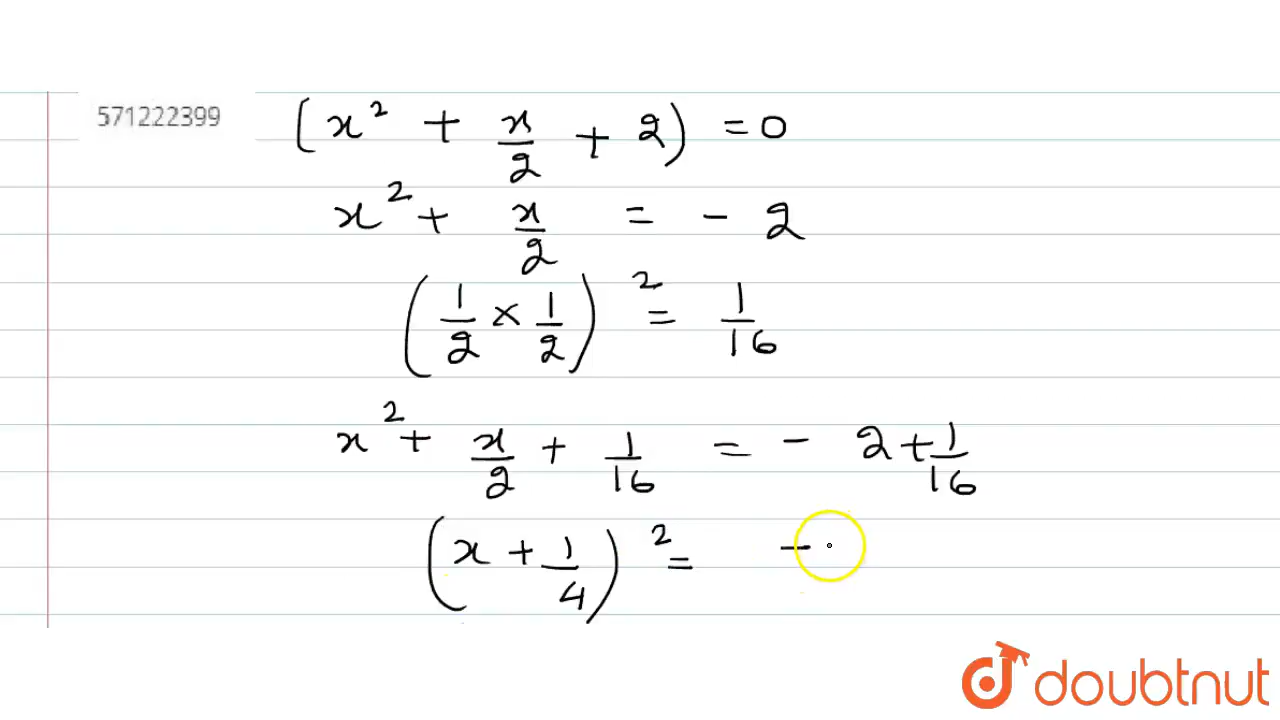 571222399
(x² + x/2 + 2) = 0
x² + x/2 = - 2
(1/2 × 1/2)² = 1/16
x² + x/2 + 1/16 = - 2 + 1/16
(x + 1/4)² = -
doubtnut